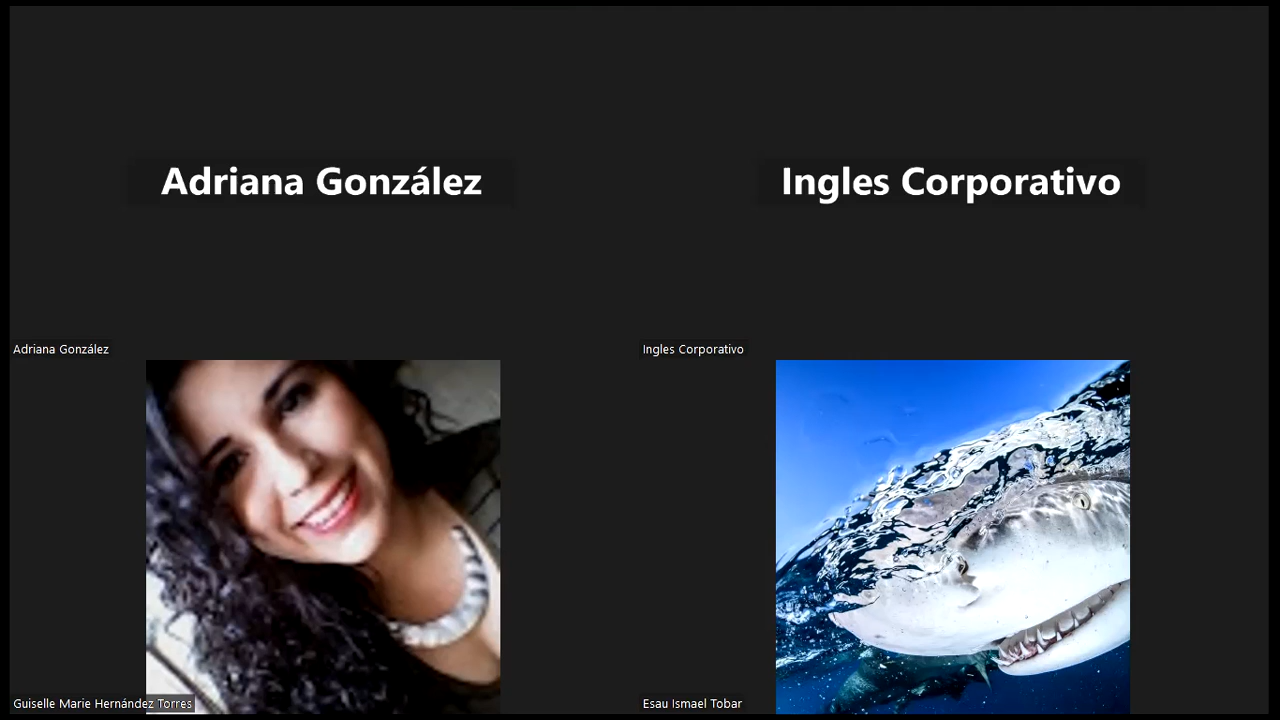 Adriana González
Ingles Corporativo
Adriana González
Ingles Corporativo
Guiselle Marie Hernández Torres
Esau Ismael Tobar